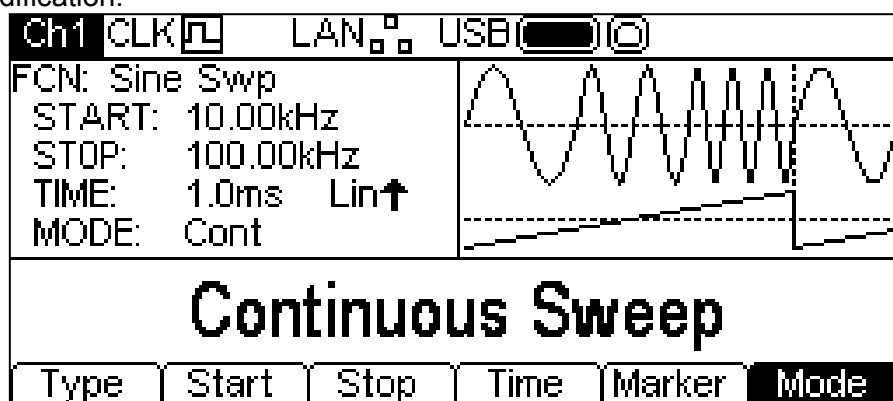 Ch1 CLK LAN USB
FCN: Sine Swp
START: 10.00kHz
STOP: 100.00kHz
TIME: 1.0ms Lin↑
MODE: Cont
Continuous Sweep
Type Start Stop Time Marker Mode